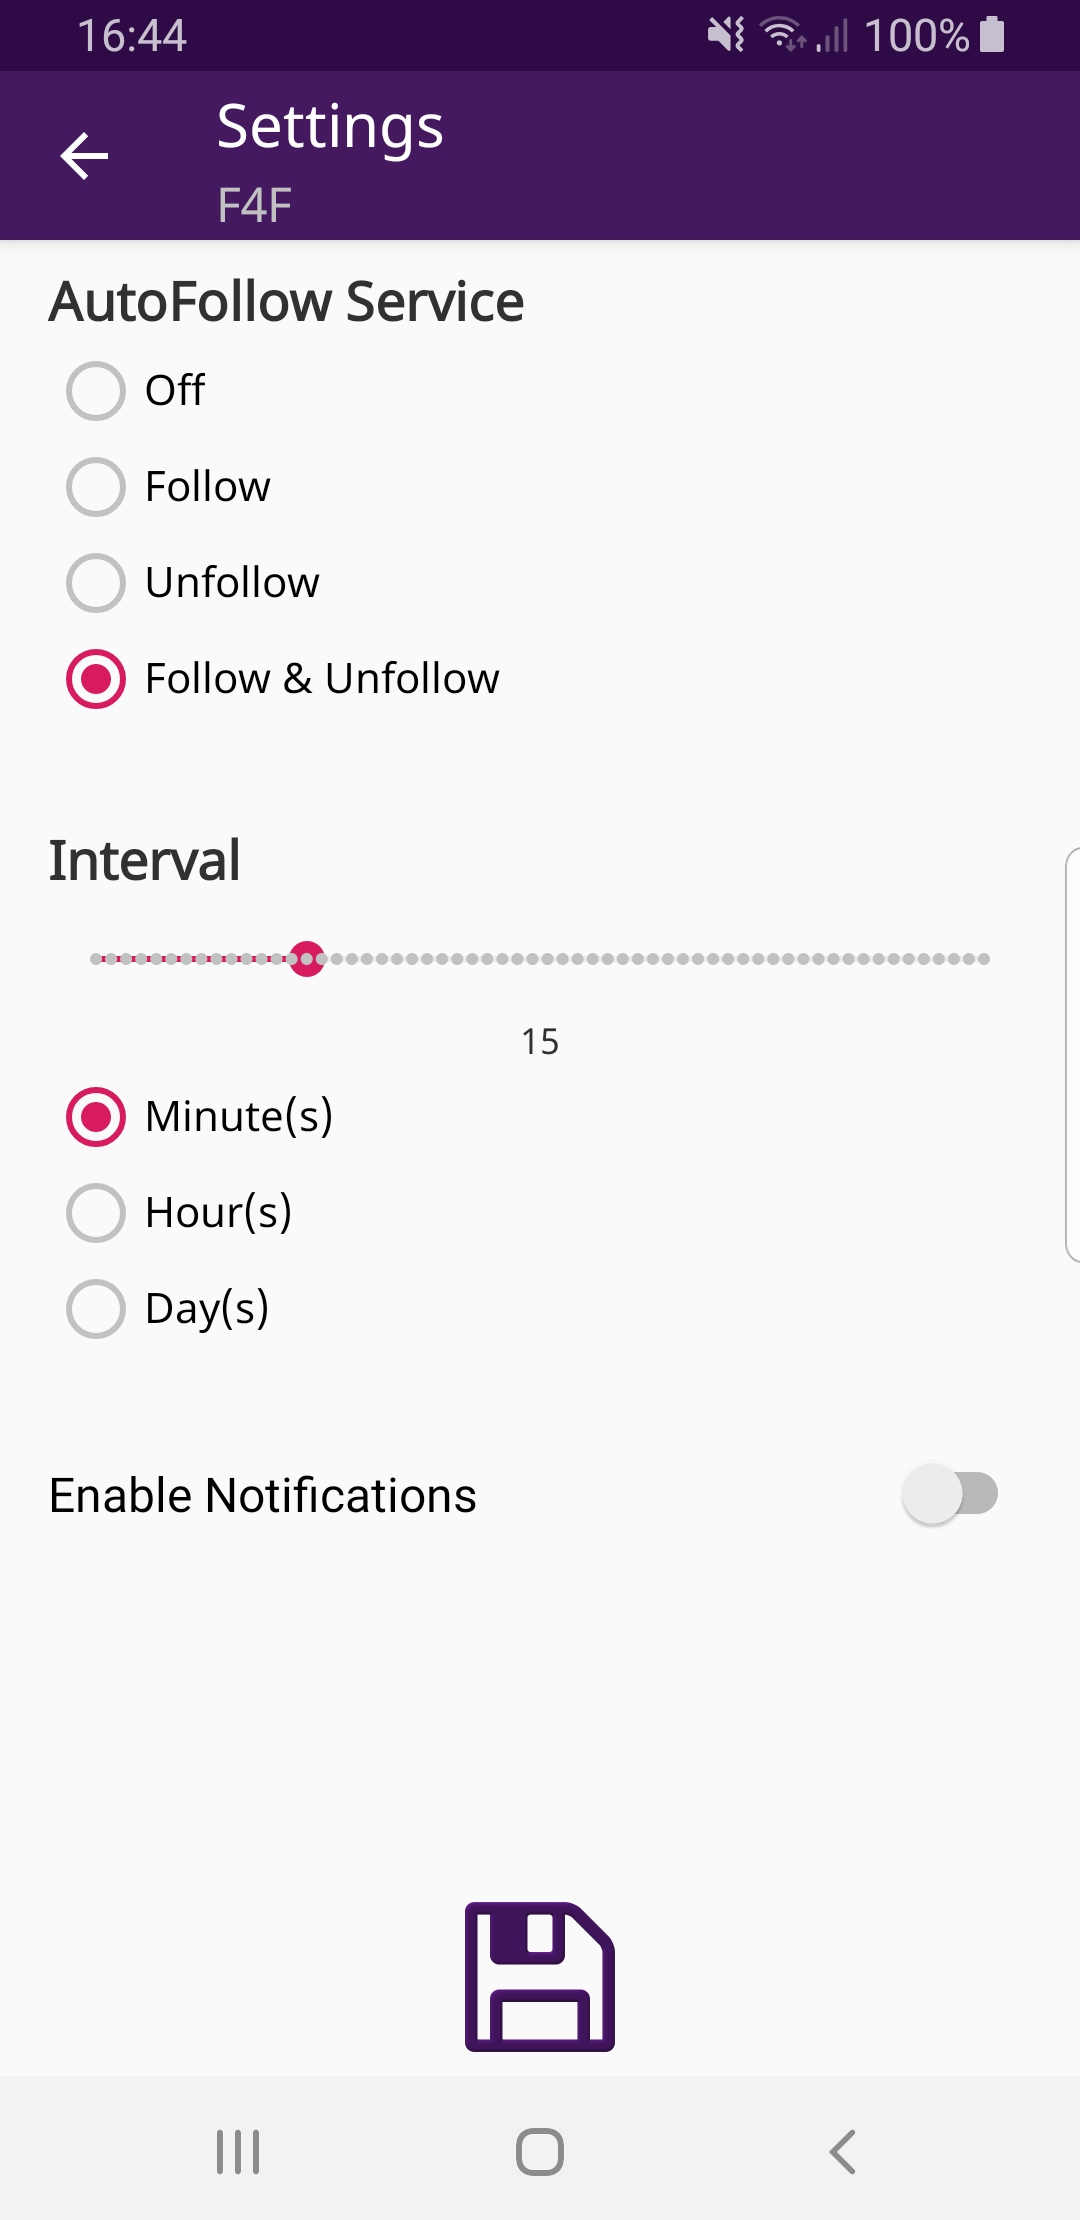 16:44 100%
Settings
F4F
AutoFollow Service
Off
Follow
Unfollow
Follow & Unfollow
Interval
15
Minute(s)
Hour(s)
Day(s)
Enable Notifications